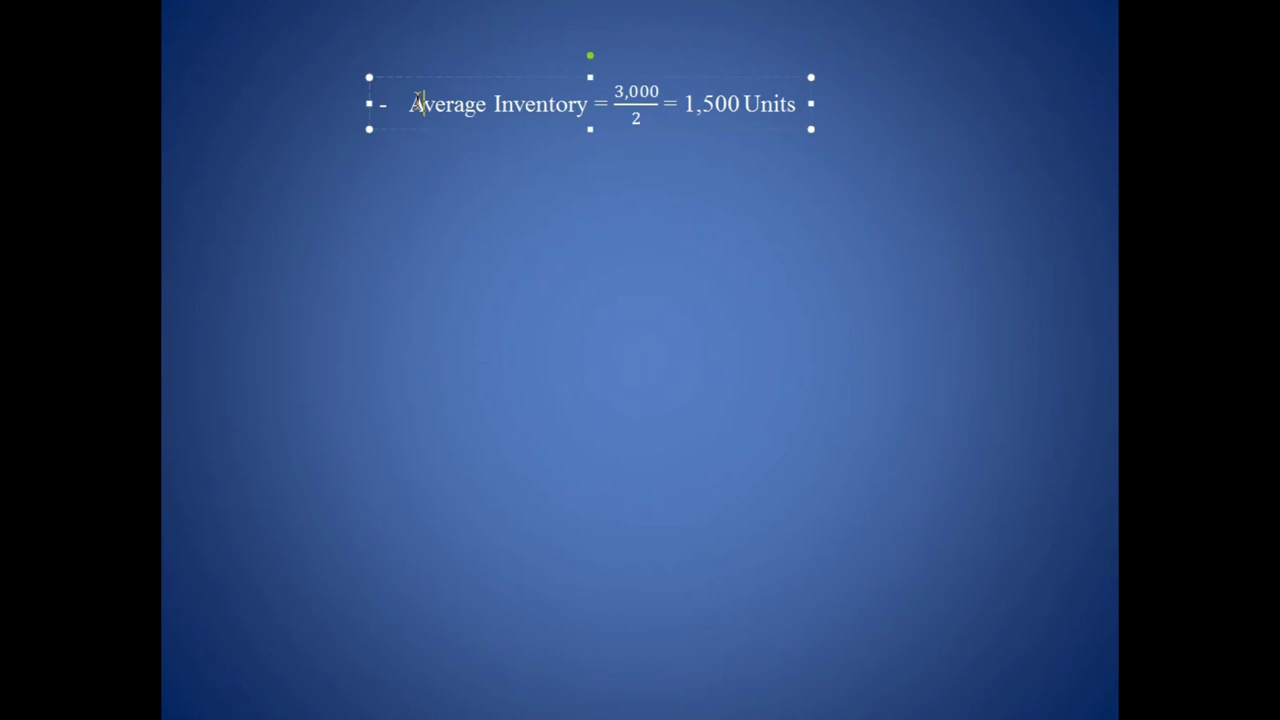 - Average Inventory = 3,000/2 = 1,500 Units